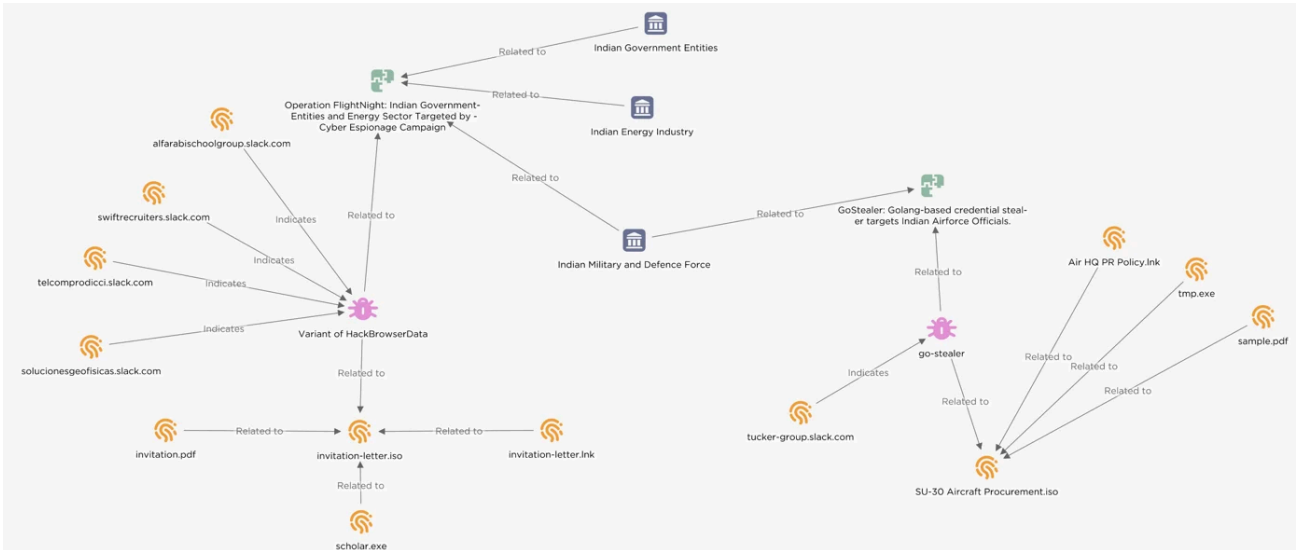 Indian Government Entities
Related to
Operation FlightNight: Indian Government-
Entities and Energy Sector Targeted by -
Cyber Espionage Campaign
Related to
Indian Energy Industry
alfarabischoolgroup.slack.com
Related to
GoStealer: Golang-based credential steal-
er targets Indian Airforce Officials.
swiftrecruiters.slack.com
Indicates
Related to
Related to
Indian Military and Defence Force
Air HQ PR Policy.lnk
Indicates
telcomprodicci.slack.com
Indicates
Related to
tmp.exe
Indicates
Variant of HackBrowserData
go-stealer
sample.pdf
solucionesgeofisicas.slack.com
Related to
Indicates
Related to
Related to
Related to
Related to
tucker-group.slack.com
invitation.pdf
Related to
invitation-letter.iso
Related to
invitation-letter.lnk
Related to
SU-30 Aircraft Procurement.iso
scholar.exe